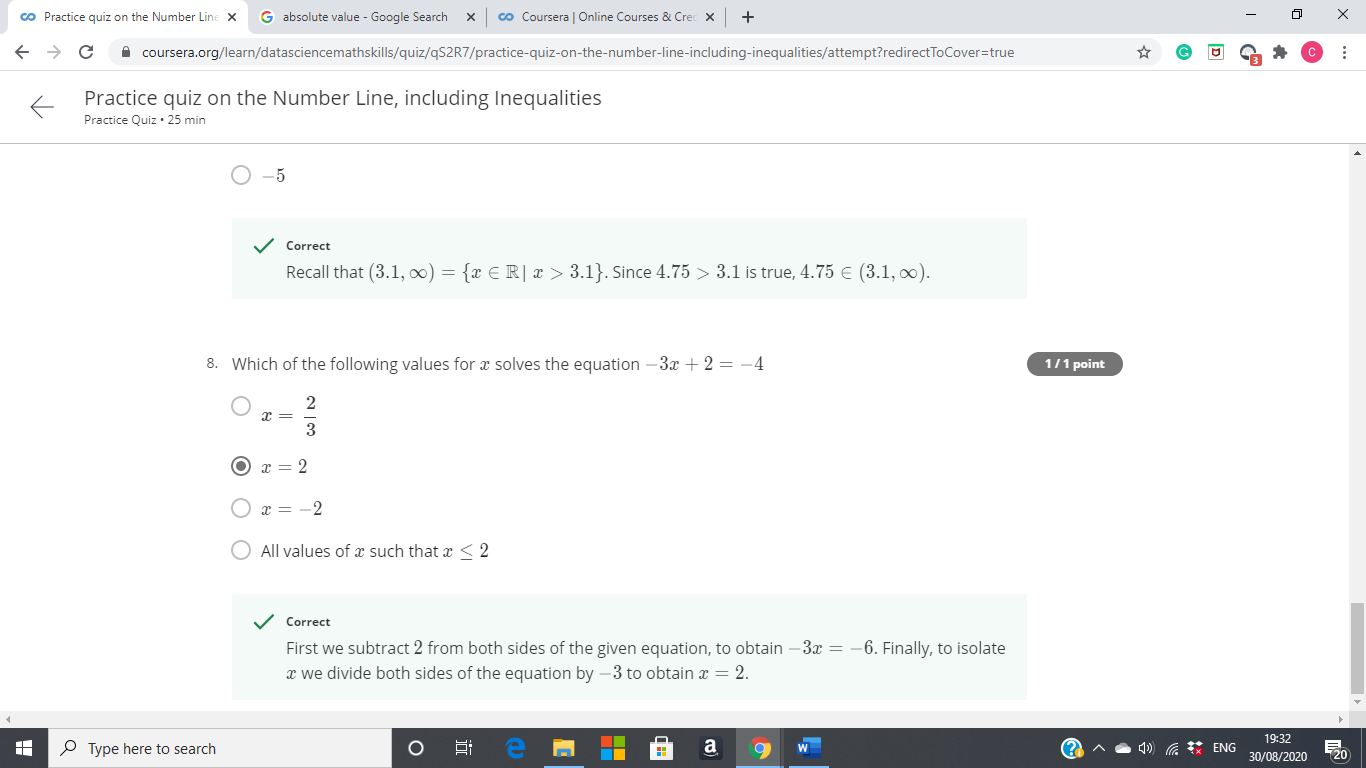 Practice quiz on the Number Line
absolute value - Google Search
Coursera | Online Courses & Cre
coursera.org/learn/datasciencemathskills/quiz/qS2R7/practice-quiz-on-the-number-line-including-inequalities/attempt?redirectToCover=true
C
3
Practice quiz on the Number Line, including Inequalities
Practice Quiz • 25 min
−5
Correct
Recall that (3.1, ∞) = {x ∈ ℝ | x > 3.1}. Since 4.75 > 3.1 is true, 4.75 ∈ (3.1, ∞).
8. Which of the following values for x solves the equation −3x + 2 = −4
1 / 1 point
x = 2/3
x = 2
x = −2
All values of x such that x ≤ 2
Correct
First we subtract 2 from both sides of the given equation, to obtain −3x = −6. Finally, to isolate
x we divide both sides of the equation by −3 to obtain x = 2.
Type here to search
ENG
19:32
30/08/2020
20